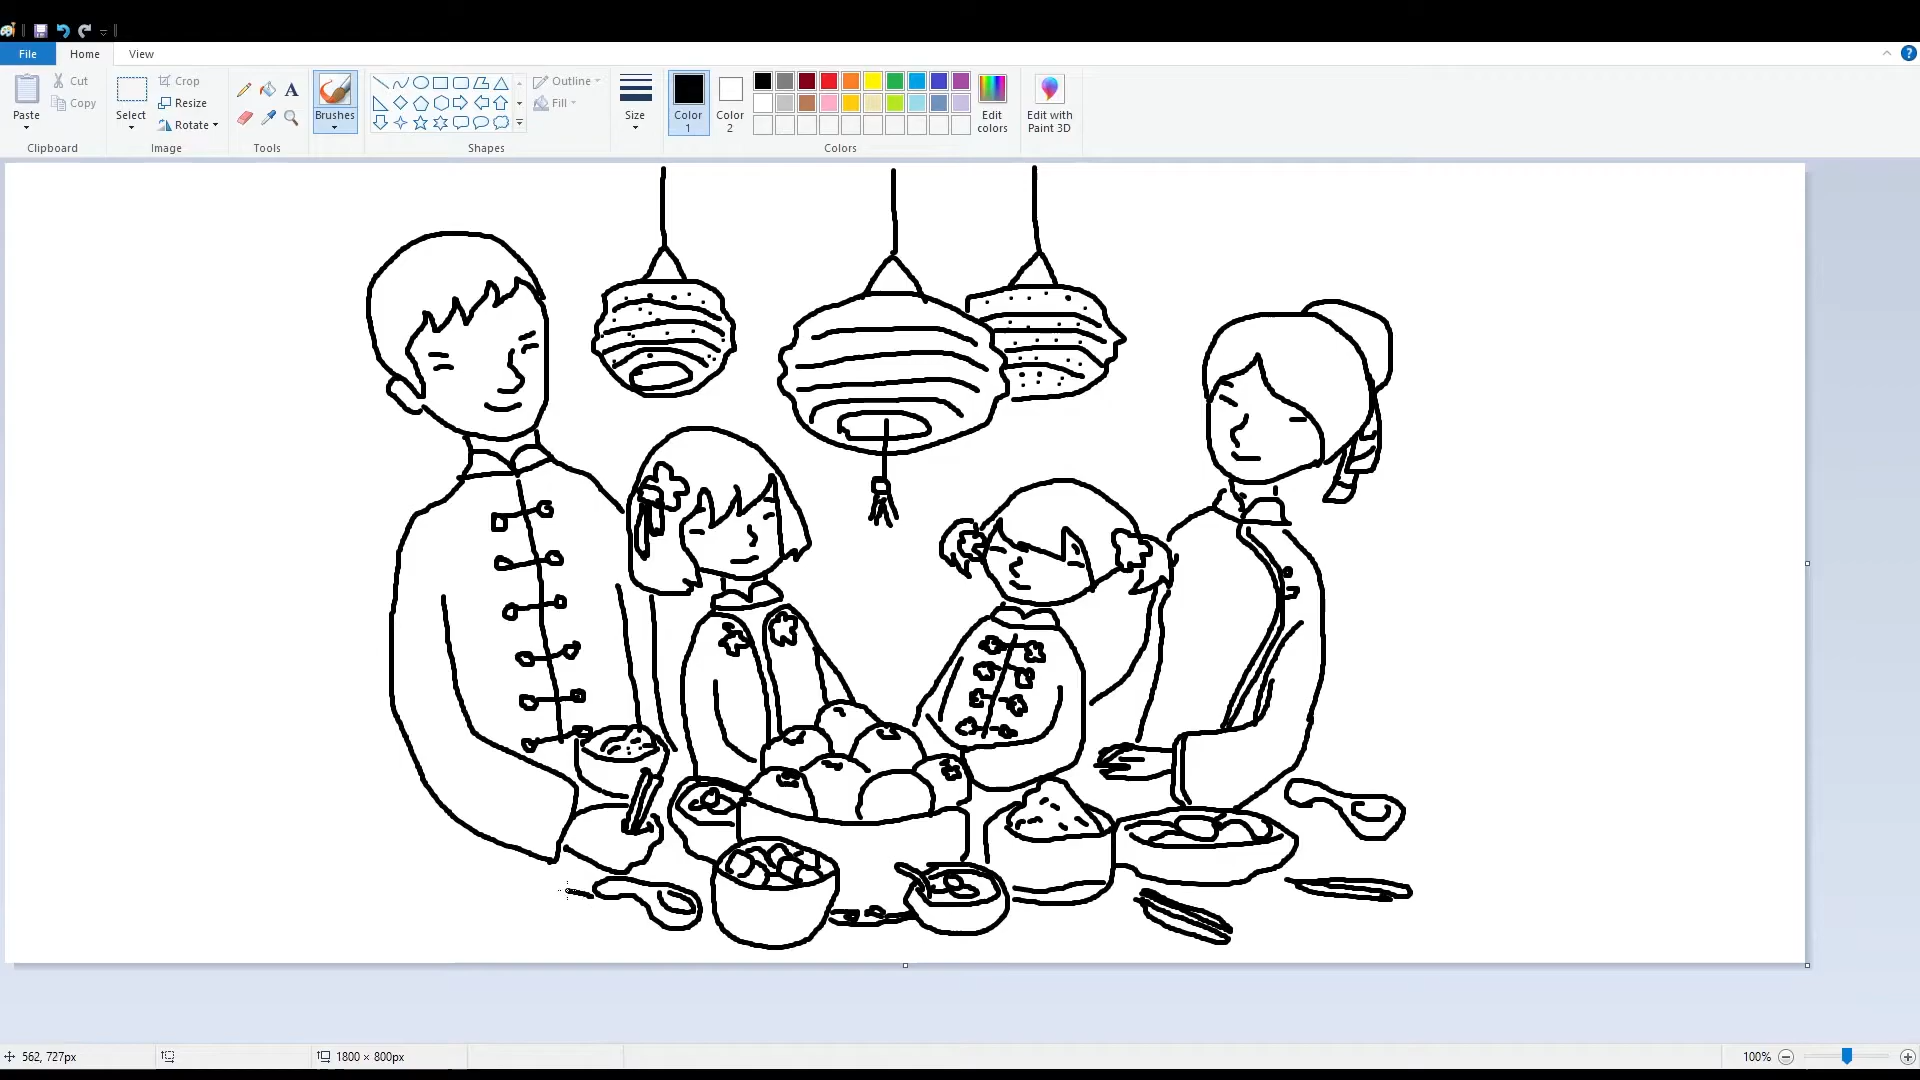 File Home View
Paste Cut Copy Clipboard
Select Crop Resize Rotate Image
Tools
Brushes
Shapes Outline Fill
Size
Color 1 Color 2 Edit colors Colors
Edit with Paint 3D
562, 727px 1800 × 800px 100%